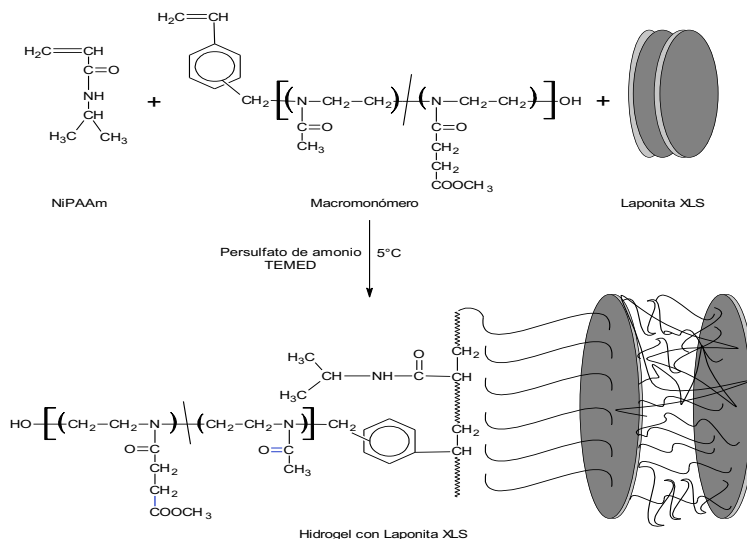 H₂C CH
H₂C CH
C O
NH
CH
H₃C CH₃
+
CH₂ [ ( N CH₂ CH₂ ) / ( N CH₂ CH₂ ) ] OH
C O
CH₃
C O
CH₂
CH₂
COOCH₃
+
NiPAAm
Macromonómero
Laponita XLS
Persulfato de amonio
TEMED
5°C
H₃C
CH NH C CH
H₃C
O
CH₂
HO [ ( CH₂ CH₂ N ) / ( CH₂ CH₂ N ) ] CH₂
O C
CH₂
CH₂
COOCH₃
O C
CH₃
CH₂
CH
Hidrogel con Laponita XLS